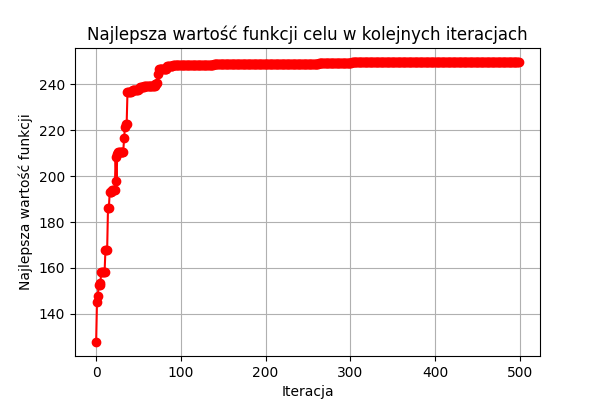 Najlepsza wartość funkcji celu w kolejnych iteracjach
Najlepsza wartość funkcji
240
220
200
180
160
140
0 100 200 300 400 500
Iteracja